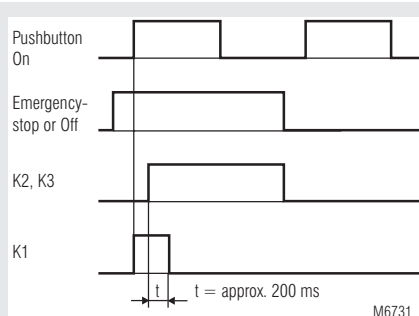 Pushbutton
On
Emergency-
stop or Off
K2, K3
K1
t t = approx. 200 ms
M6731